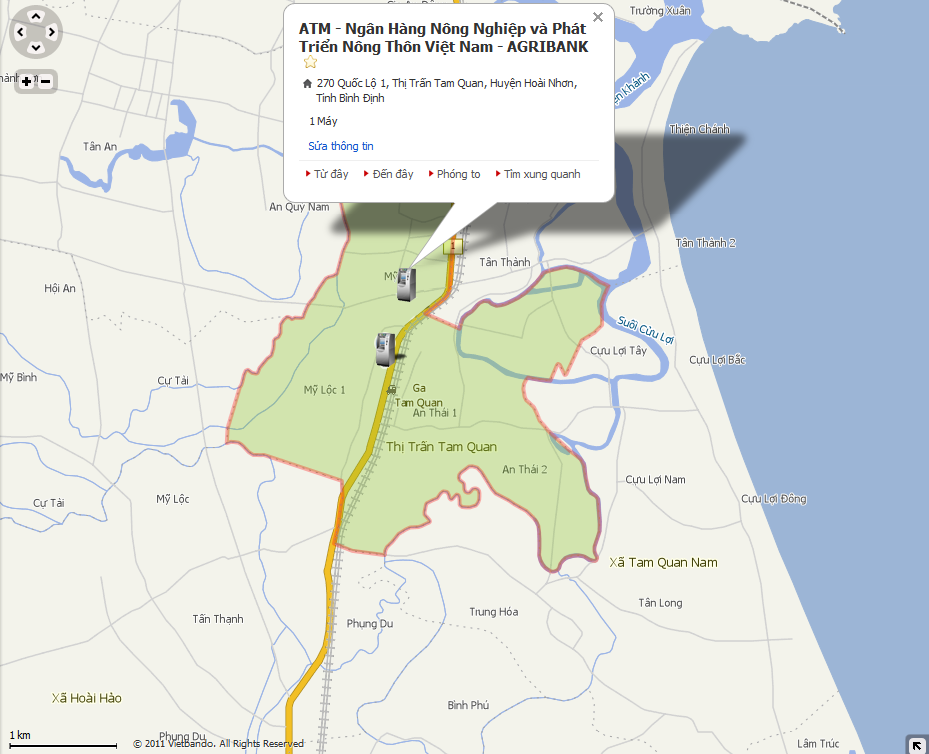 Trường Xuân
ATM - Ngân Hàng Nông Nghiệp và Phát
Triển Nông Thôn Việt Nam - AGRIBANK
270 Quốc Lộ 1, Thị Trấn Tam Quan, Huyện Hoài Nhơn,
Tỉnh Bình Định
1 Máy
Sửa thông tin
Từ đây
Đến đây
Phóng to
Tìm xung quanh
Thiện Chánh
Tân An
An Quý Nam
Tân Thành 2
1
Tân Thành
Mỹ
Hội An
Suối Cửu Lợi
Cựu Lợi Tây
Cựu Lợi Bắc
Mỹ Bình
Cự Tài
Mỹ Lốc 1
Ga
Tam Quan
An Thái 1
Thị Trấn Tam Quan
An Thái 2
Cựu Lợi Nam
Cựu Lợi Đông
Cự Tài
Mỹ Lốc
Xã Tam Quan Nam
Tân Long
Trung Hóa
Tấn Thạnh
Phụng Du
Xã Hoài Hảo
Bình Phú
Phụng Du
Lâm Trúc
1 km
© 2011 Vietbando. All Rights Reserved